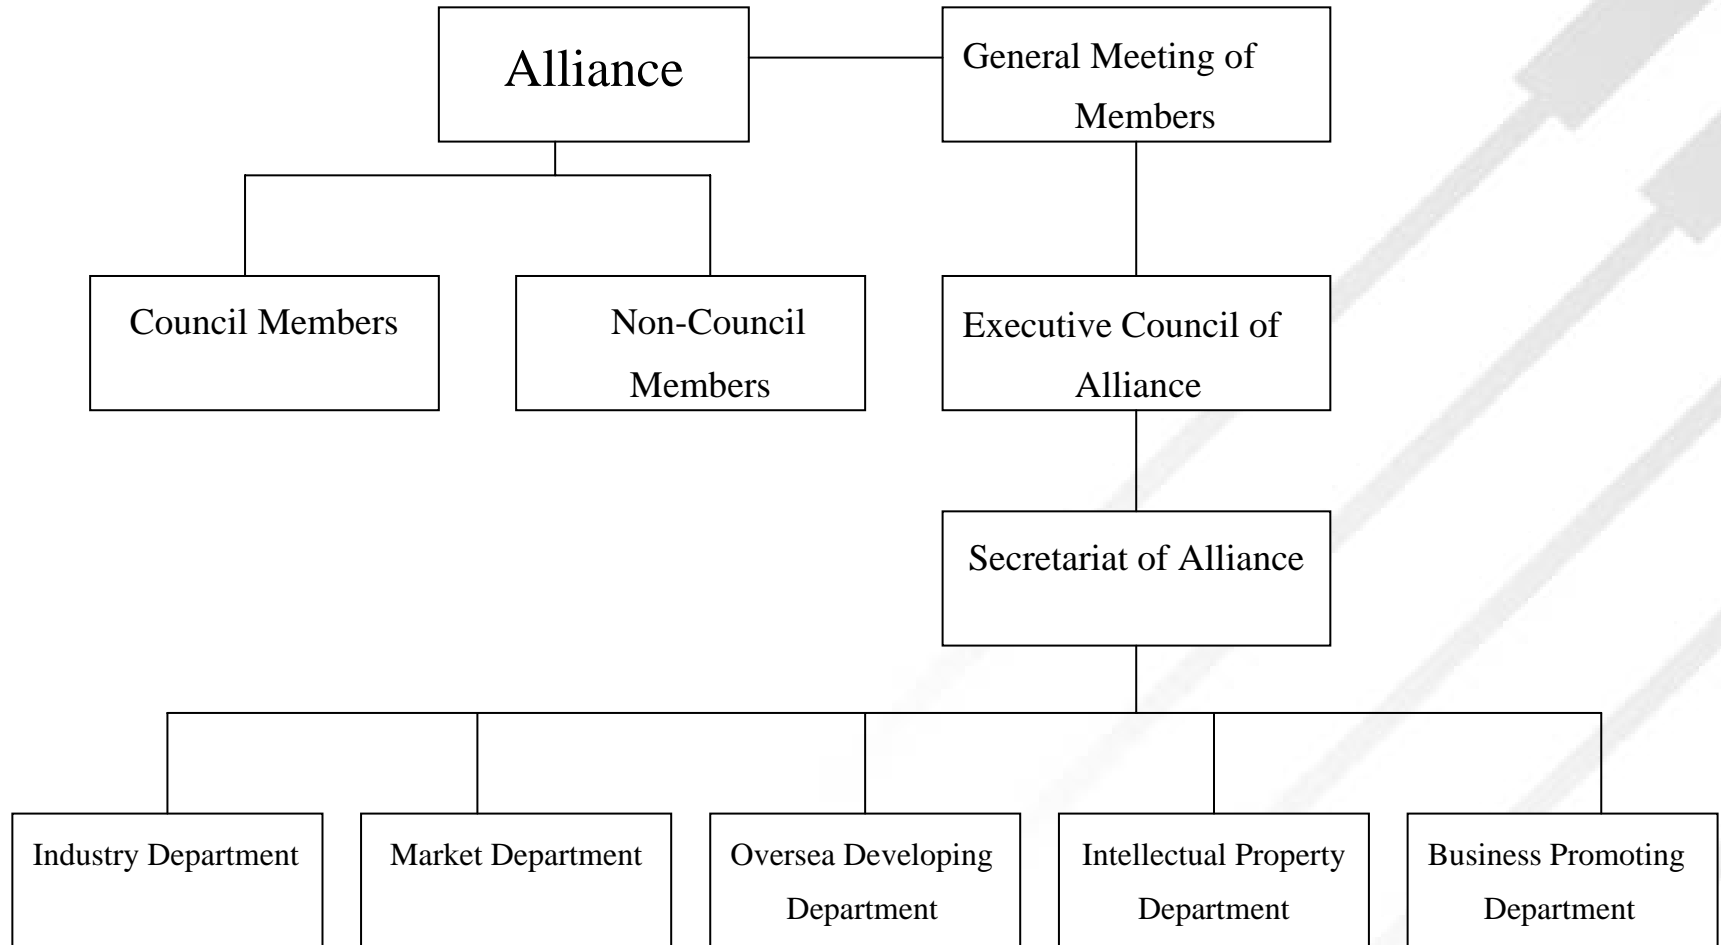 Alliance
General Meeting of
Members
Council Members
Non-Council
Members
Executive Council of
Alliance
Secretariat of Alliance
Industry Department
Market Department
Oversea Developing
Department
Intellectual Property
Department
Business Promoting
Department